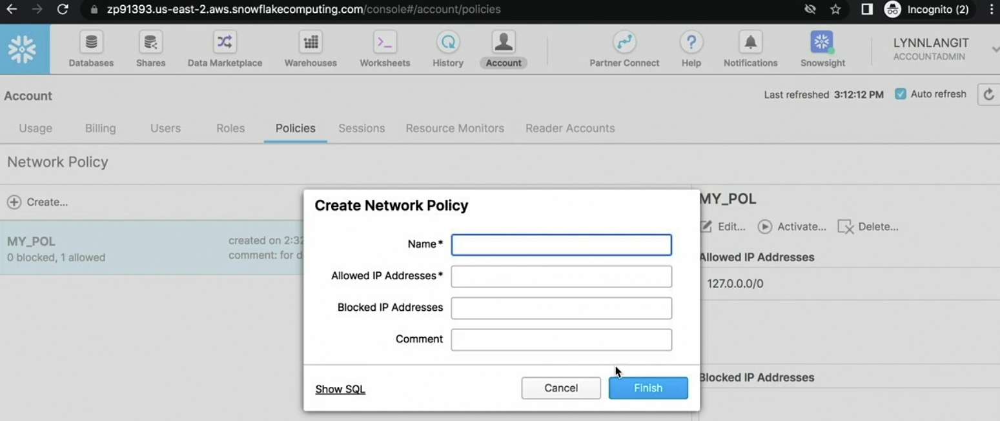 zp91393.us-east-2.aws.snowflakecomputing.com/console#/account/policies
Incognito (2)
Databases
Shares
Data Marketplace
Warehouses
Worksheets
History
Account
Partner Connect
Help
Notifications
Snowsight
LYNNLANGIT
ACCOUNTADMIN
Account
Last refreshed 3:12:12 PM
Auto refresh
Usage
Billing
Users
Roles
Policies
Sessions
Resource Monitors
Reader Accounts
Network Policy
Create...
MY_POL
0 blocked, 1 allowed
created on 2:32
comment: for d
Create Network Policy
Name*
Allowed IP Addresses*
Blocked IP Addresses
Comment
Show SQL
Cancel
Finish
MY_POL
Edit...
Activate...
Delete...
Allowed IP Addresses
127.0.0.0/0
Blocked IP Addresses